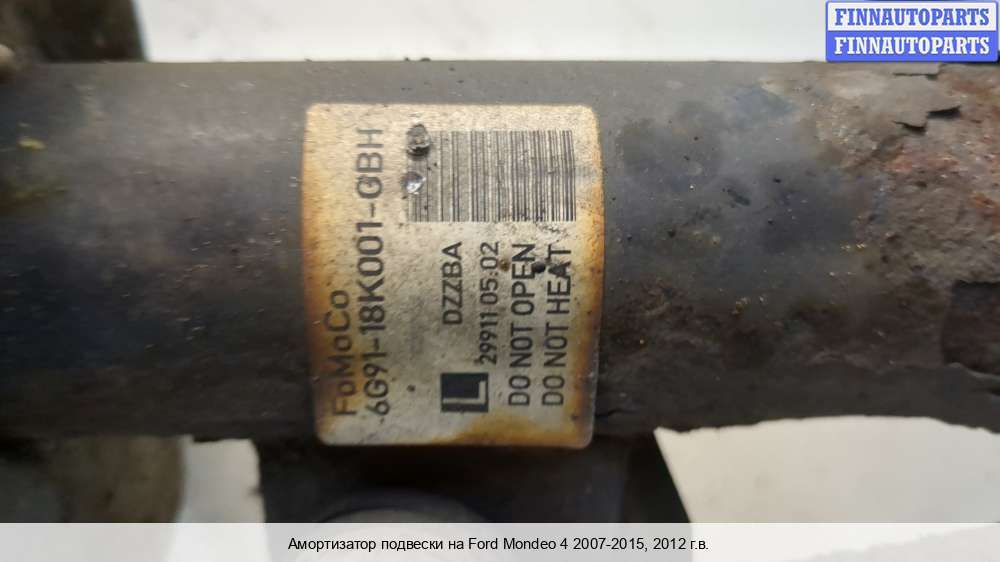 FINNAUTOPARTS
FINNAUTOPARTS
FoMoCo
6G91-18K001-GBH
DZZBA
L 29911 05:02
DO NOT OPEN
DO NOT HEAT
Амортизатор подвески на Ford Mondeo 4 2007-2015, 2012 г.в.